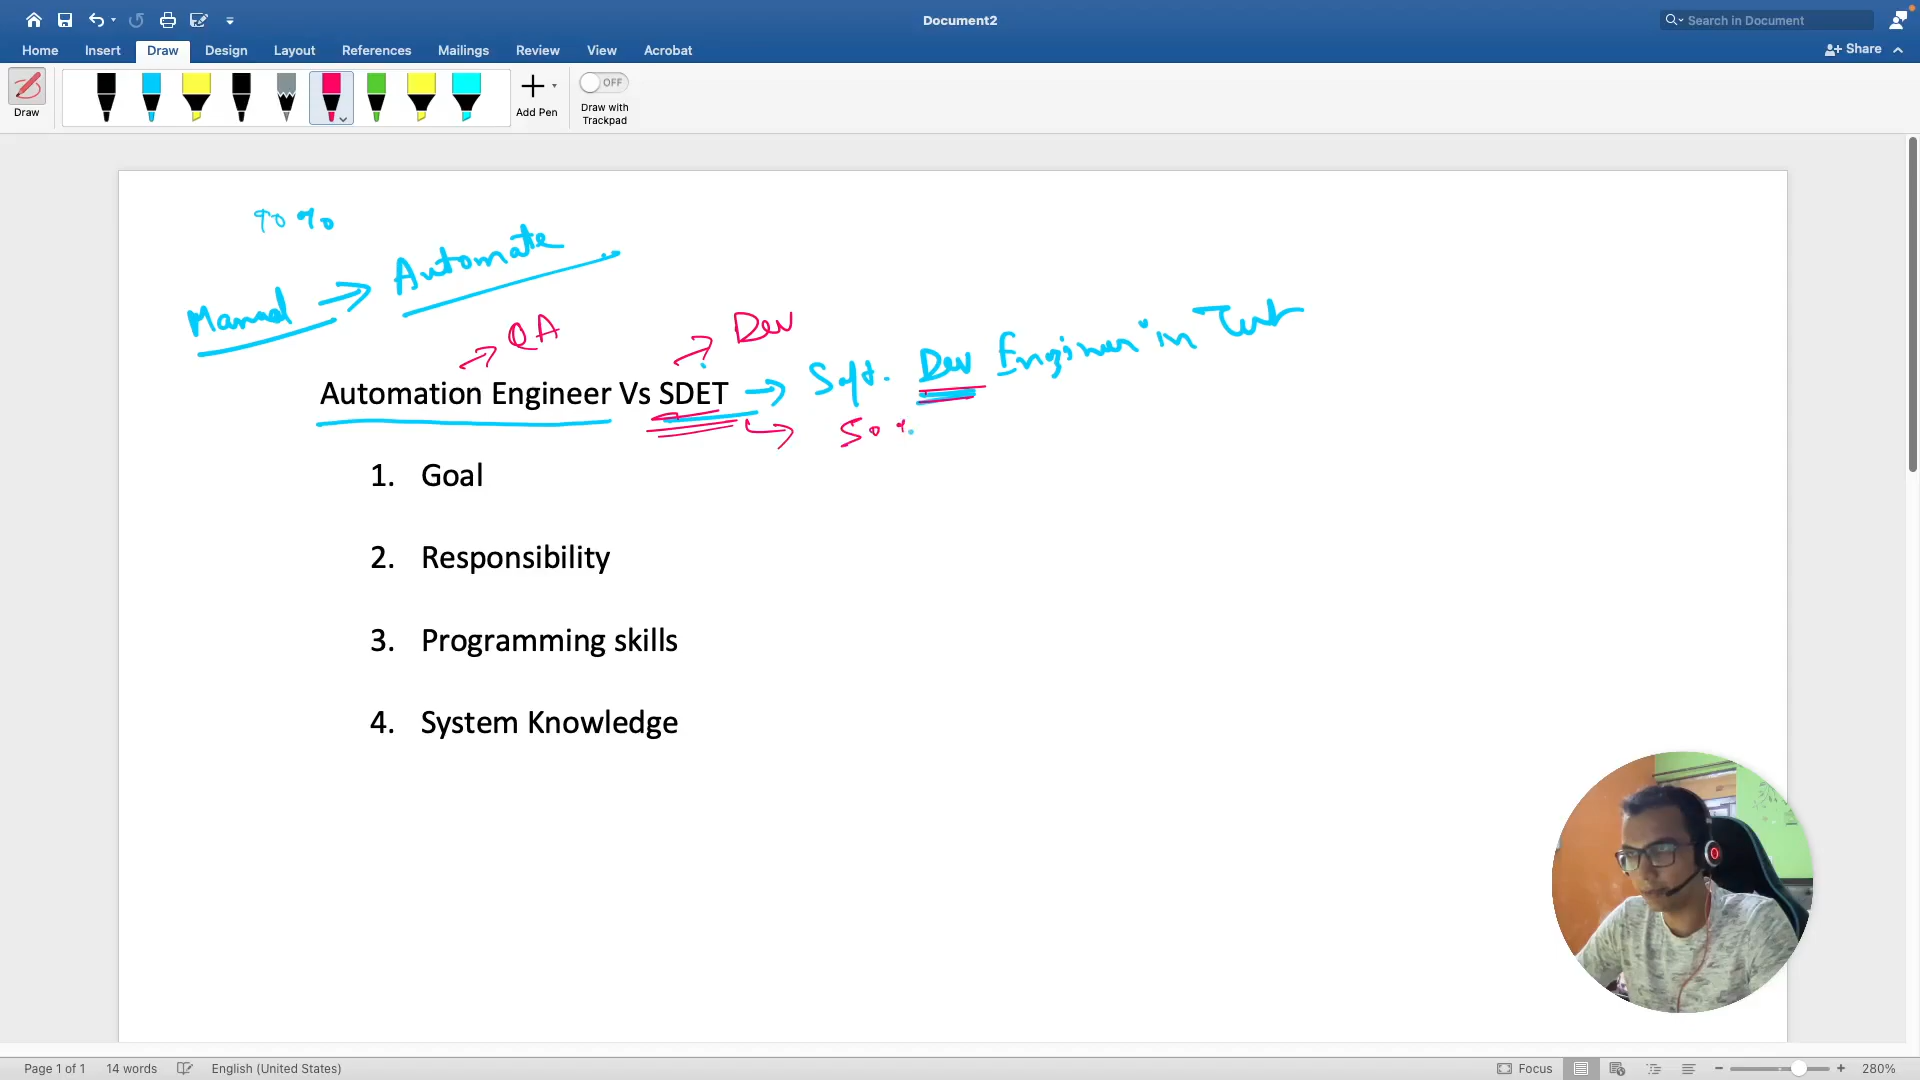 Document2
Search in Document
Home Insert Draw Design Layout References Mailings Review View Acrobat
Share
Draw
Add Pen
OFF
Draw with
Trackpad
90 %
Manual → Automate
QA
Dev
Automation Engineer Vs SDET → Soft. Dev Engineer in Test
50 %
1. Goal
2. Responsibility
3. Programming skills
4. System Knowledge
Page 1 of 1 14 words English (United States)
Focus
280%